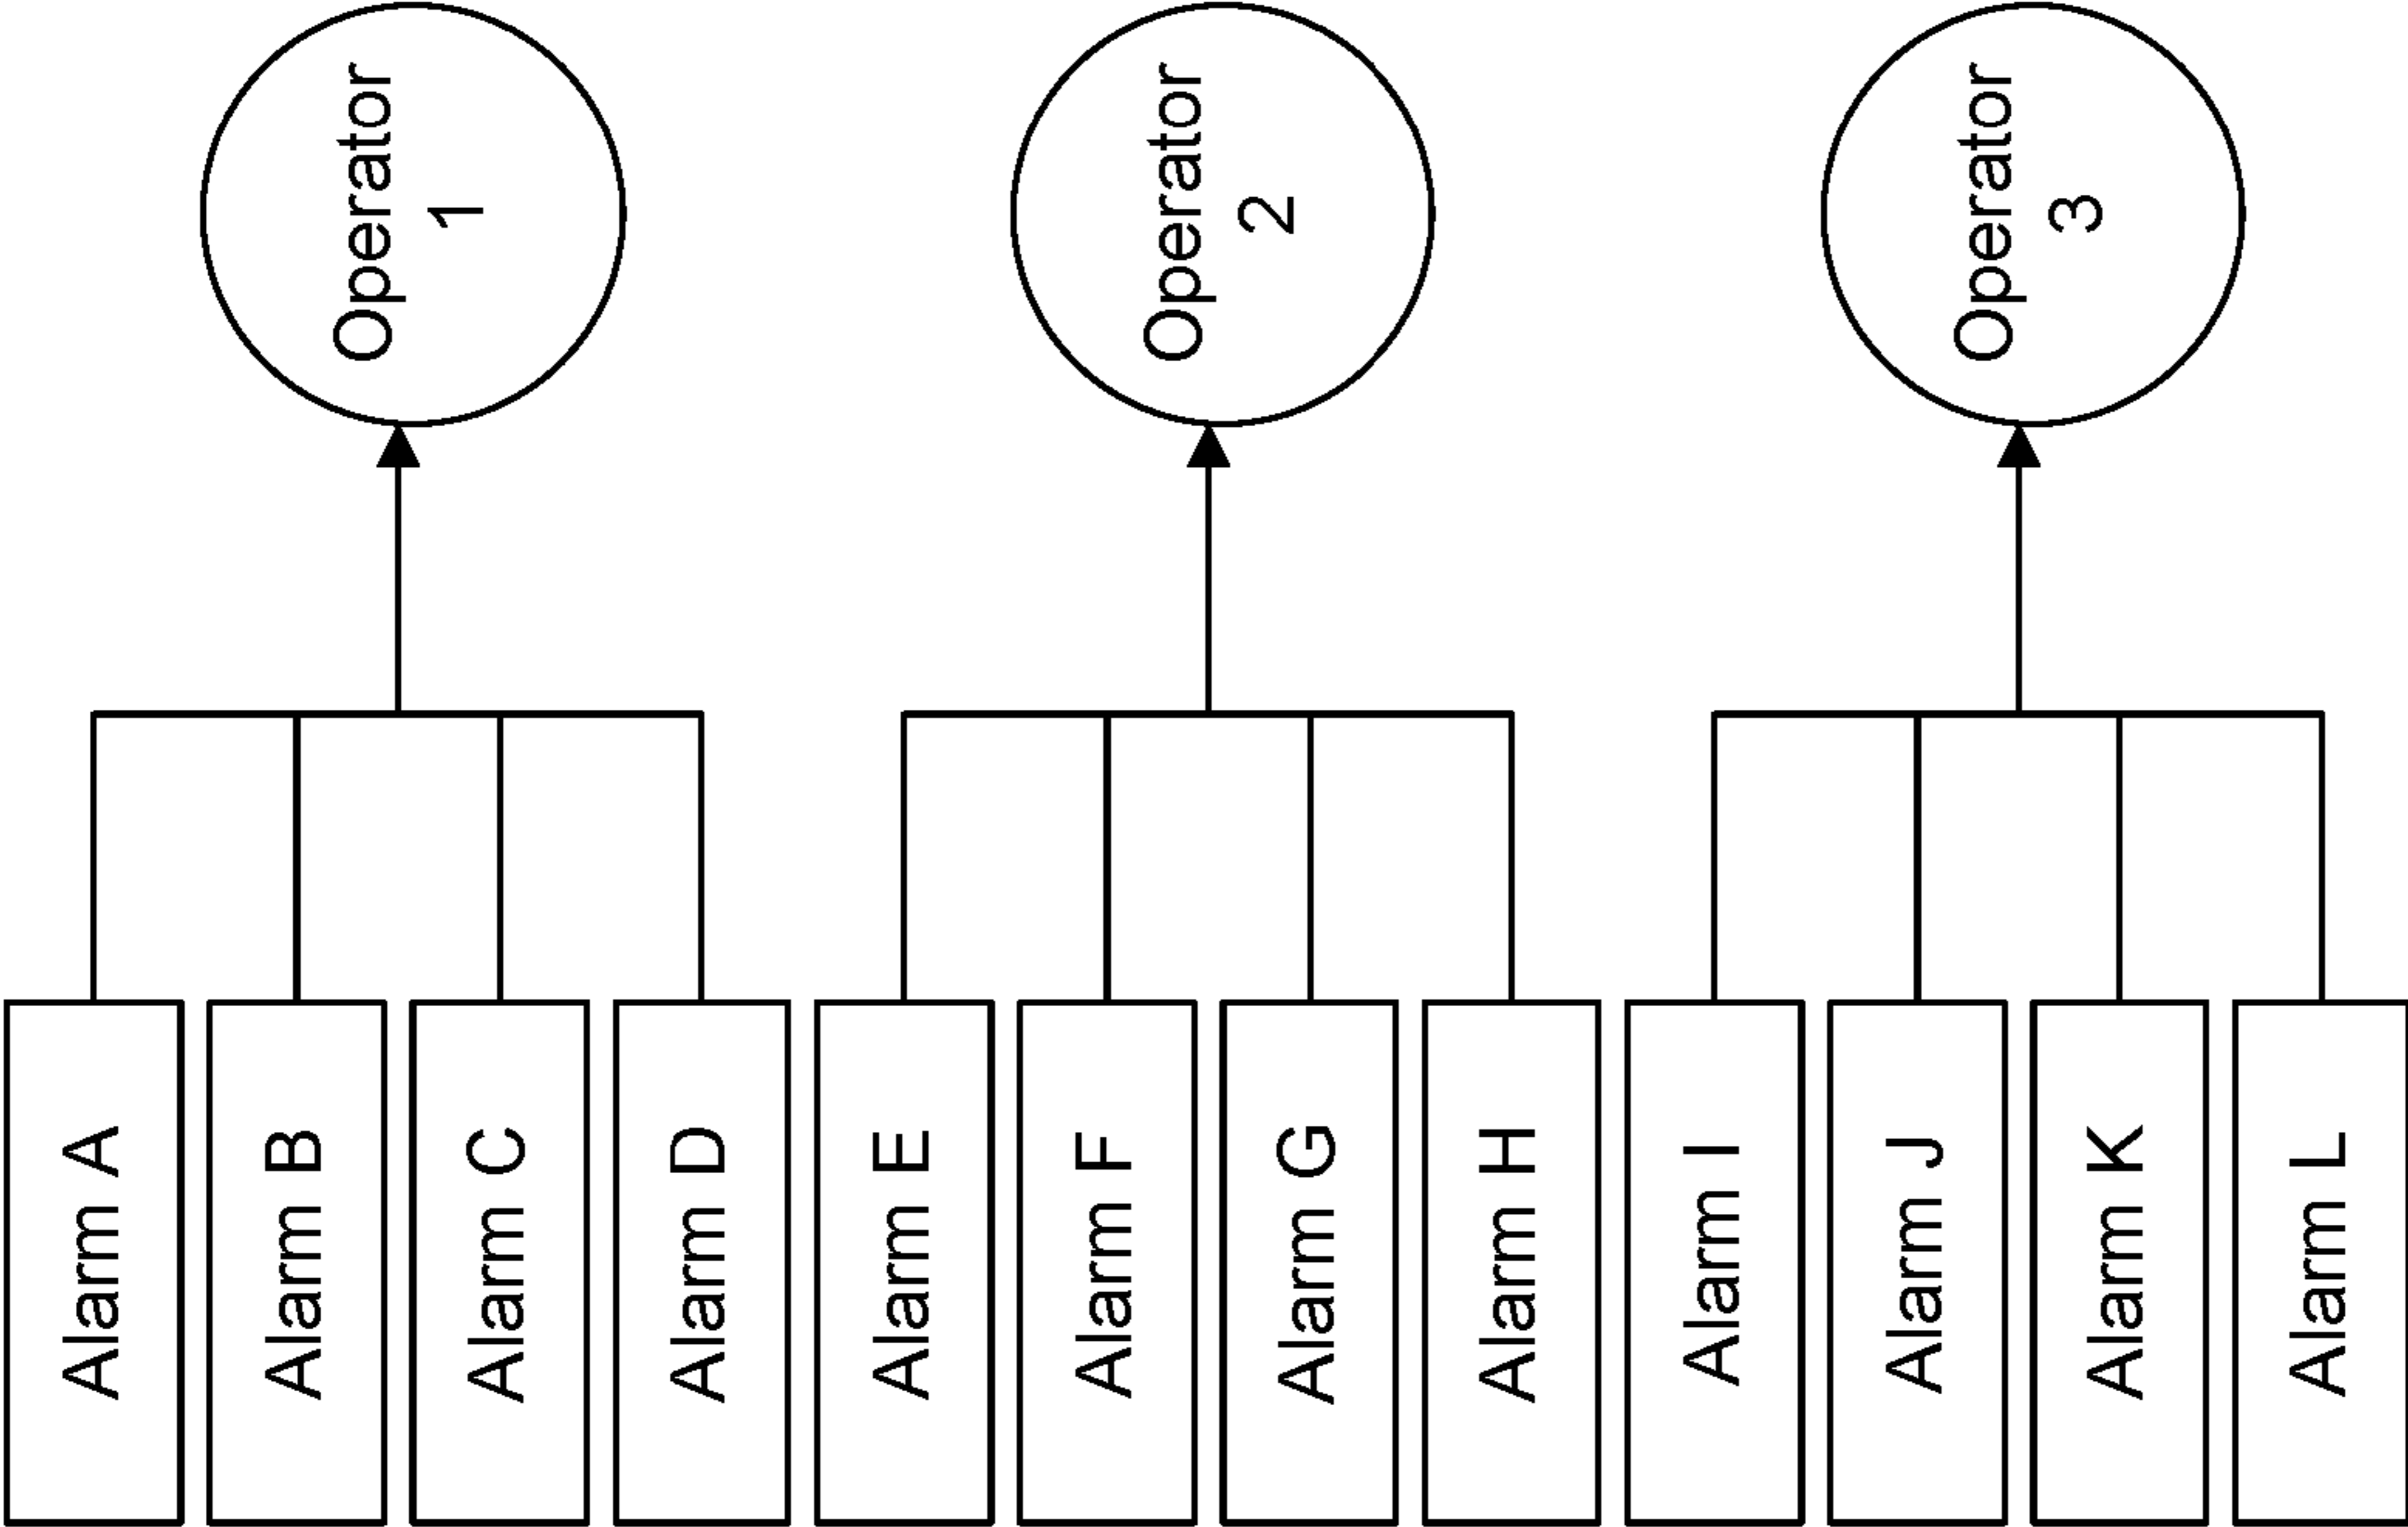 Alarm A
Alarm B
Alarm C
Alarm D
Alarm E
Alarm F
Alarm G
Alarm H
Alarm I
Alarm J
Alarm K
Alarm L
Operator
1
Operator
2
Operator
3